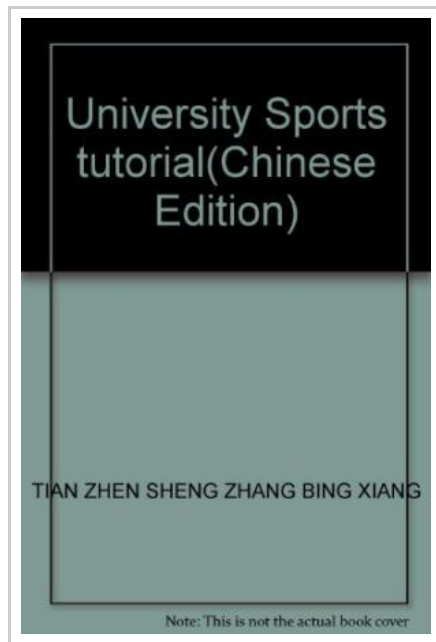 University Sports
tutorial(Chinese
Edition)
TIAN ZHEN SHENG ZHANG BING XIANG
Note: This is not the actual book cover